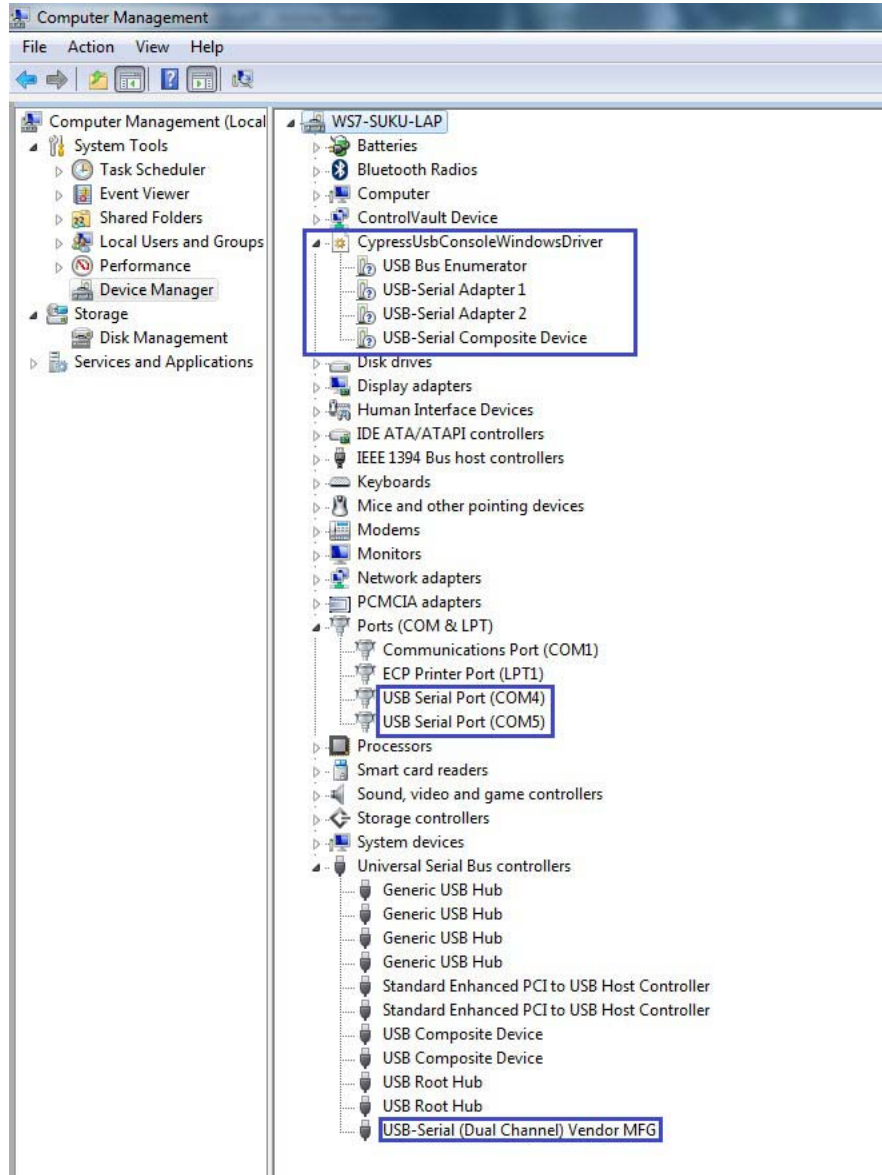 Computer Management
File Action View Help
Computer Management (Local
System Tools
Task Scheduler
Event Viewer
Shared Folders
Local Users and Groups
Performance
Device Manager
Storage
Disk Management
Services and Applications
WS7-SUKU-LAP
Batteries
Bluetooth Radios
Computer
ControlVault Device
CypressUsbConsoleWindowsDriver
USB Bus Enumerator
USB-Serial Adapter 1
USB-Serial Adapter 2
USB-Serial Composite Device
Disk drives
Display adapters
Human Interface Devices
IDE ATA/ATAPI controllers
IEEE 1394 Bus host controllers
Keyboards
Mice and other pointing devices
Modems
Monitors
Network adapters
PCMCIA adapters
Ports (COM & LPT)
Communications Port (COM1)
ECP Printer Port (LPT1)
USB Serial Port (COM4)
USB Serial Port (COM5)
Processors
Smart card readers
Sound, video and game controllers
Storage controllers
System devices
Universal Serial Bus controllers
Generic USB Hub
Generic USB Hub
Generic USB Hub
Generic USB Hub
Standard Enhanced PCI to USB Host Controller
Standard Enhanced PCI to USB Host Controller
USB Composite Device
USB Composite Device
USB Root Hub
USB Root Hub
USB-Serial (Dual Channel) Vendor MFG